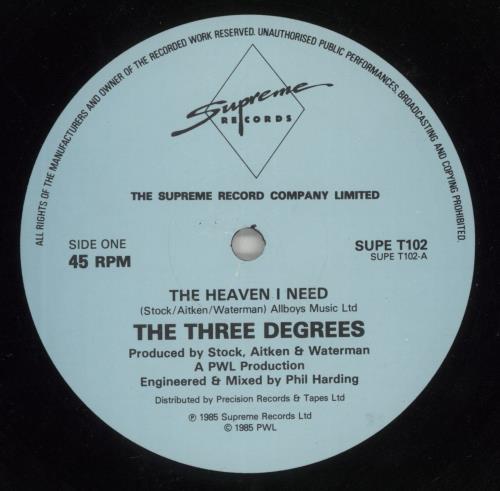 ALL RIGHTS OF THE MANUFACTURERS AND OWNER OF THE RECORDED WORK RESERVED. UNAUTHORISED PUBLIC PERFORMANCES, BROADCASTING AND COPYING PROHIBITED.
Supreme
RECORDS
THE SUPREME RECORD COMPANY LIMITED
SIDE ONE
45 RPM
SUPE T102
SUPE T102-A
THE HEAVEN I NEED
(Stock/Aitken/Waterman) Allboys Music Ltd
THE THREE DEGREES
Produced by Stock, Aitken & Waterman
A PWL Production
Engineered & Mixed by Phil Harding
Distributed by Precision Records & Tapes Ltd
℗ 1985 Supreme Records Ltd
© 1985 PWL